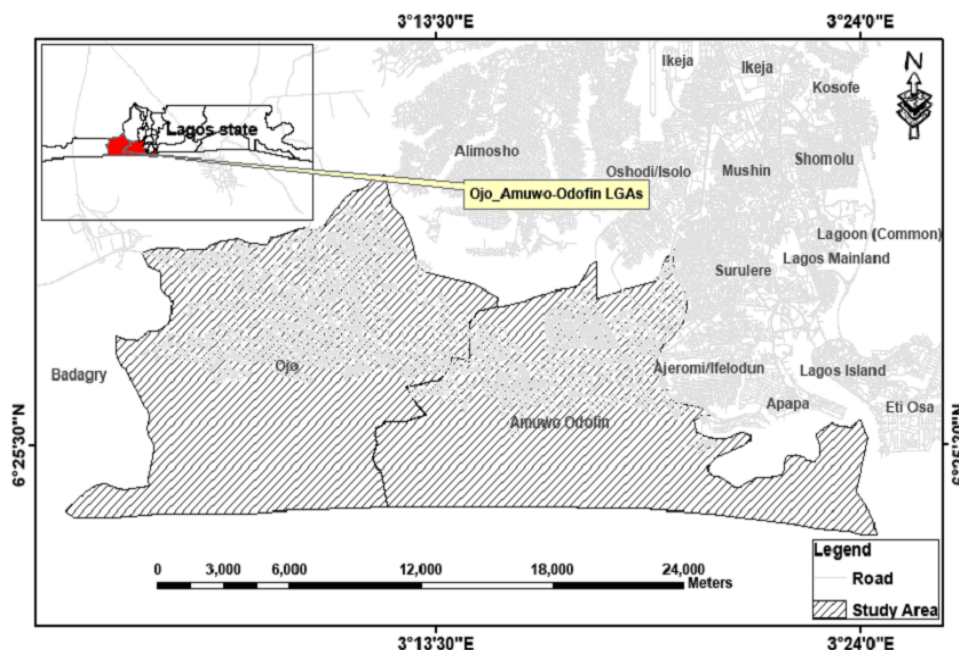 3°13'30"E
3°24'0"E
N
Lagos state
Ikeja
Ikeja
Kosofe
Alimosho
Oshodi/Isolo
Mushin
Shomolu
Ojo_Amuwo-Odofin LGAs
Lagoon (Common)
Lagos Mainland
Surulere
Badagry
Ojo
Ajeromi/Ifelodun
Lagos Island
Apapa
Eti Osa
Amuwo Odofin
6°25'30"N
6°25'30"N
0 3,000 6,000 12,000 18,000 24,000
Meters
Legend
Road
Study Area
3°13'30"E
3°24'0"E